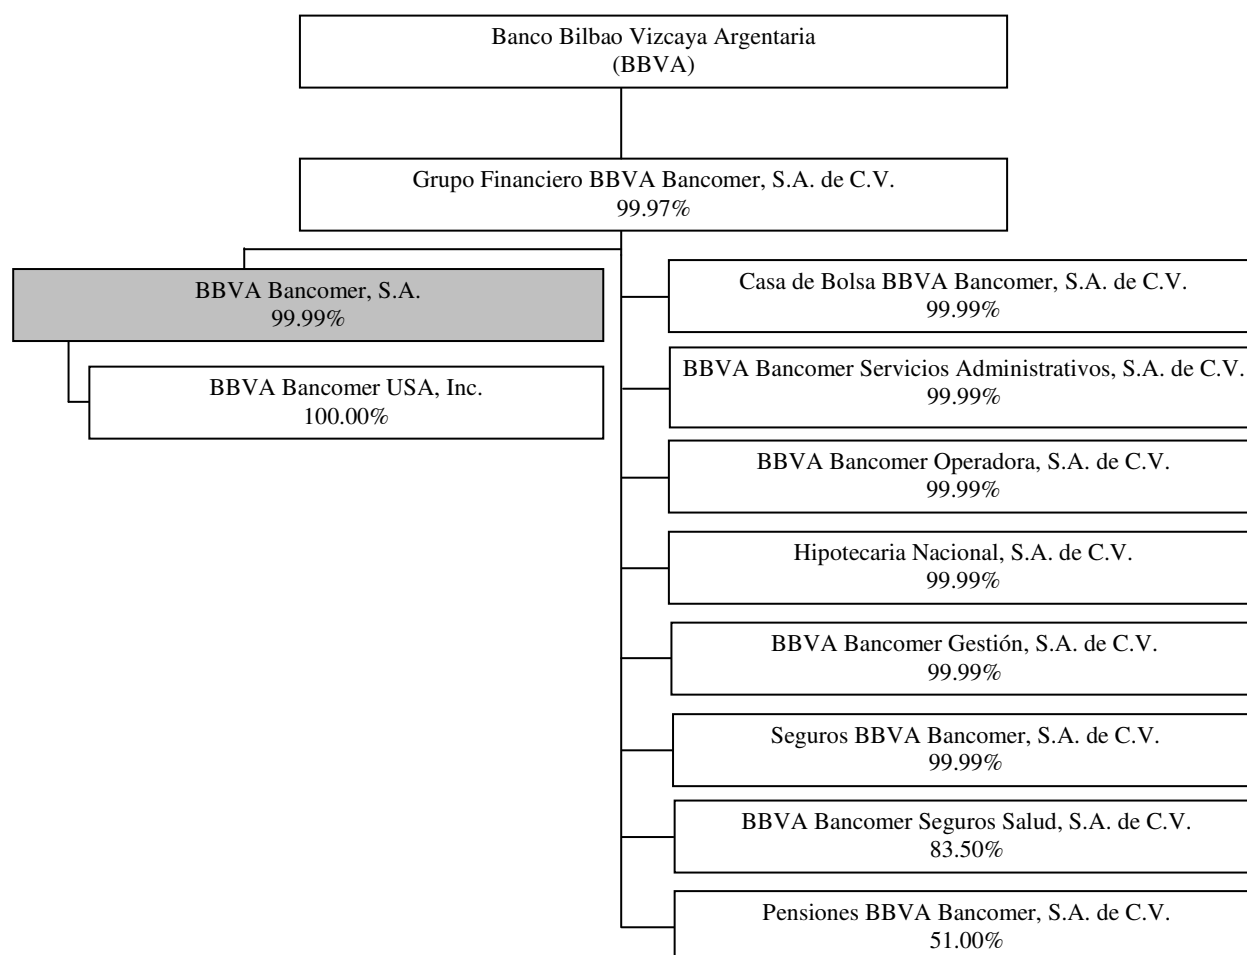 Banco Bilbao Vizcaya Argentaria
(BBVA)
Grupo Financiero BBVA Bancomer, S.A. de C.V.
99.97%
BBVA Bancomer, S.A.
99.99%
BBVA Bancomer USA, Inc.
100.00%
Casa de Bolsa BBVA Bancomer, S.A. de C.V.
99.99%
BBVA Bancomer Servicios Administrativos, S.A. de C.V.
99.99%
BBVA Bancomer Operadora, S.A. de C.V.
99.99%
Hipotecaria Nacional, S.A. de C.V.
99.99%
BBVA Bancomer Gestión, S.A. de C.V.
99.99%
Seguros BBVA Bancomer, S.A. de C.V.
99.99%
BBVA Bancomer Seguros Salud, S.A. de C.V.
83.50%
Pensiones BBVA Bancomer, S.A. de C.V.
51.00%